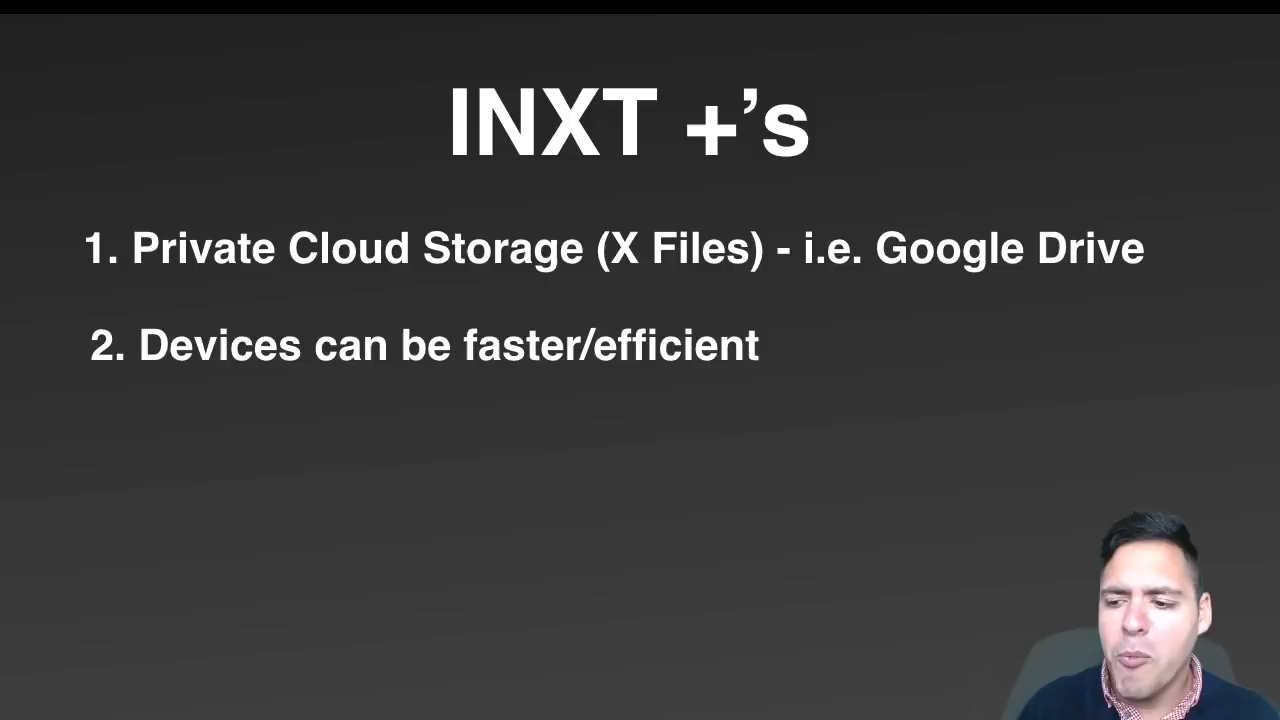 INXT +’s
1. Private Cloud Storage (X Files) - i.e. Google Drive
2. Devices can be faster/efficient